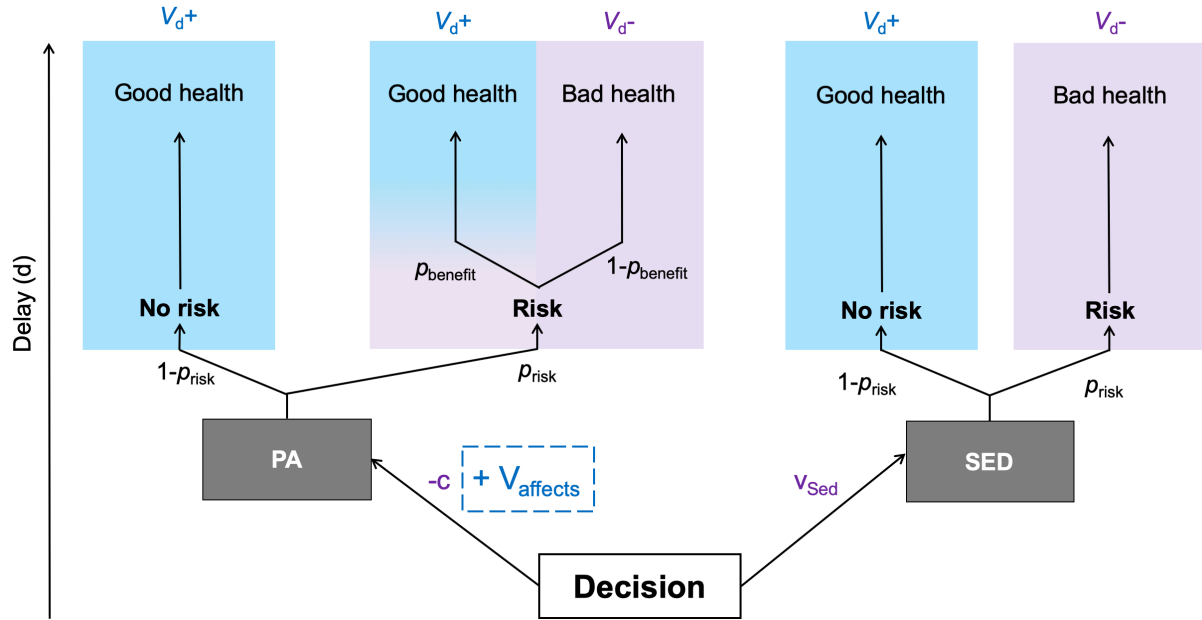 Vd+
Vd+
Vd-
Vd+
Vd-
Good health
Good health
Bad health
Good health
Bad health
Delay (d)
pbenefit
1-pbenefit
No risk
Risk
No risk
Risk
1-prisk
prisk
1-prisk
prisk
PA
SED
-c + Vaffects
vSed
Decision